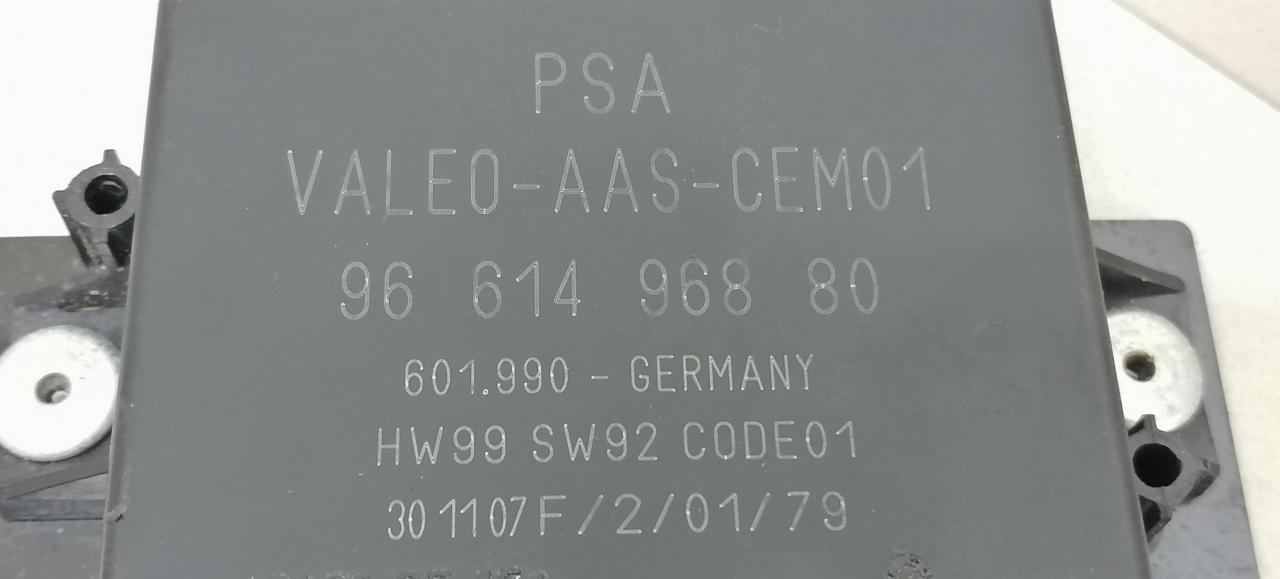 PSA
VALEO-AAS-CEM01
96 614 968 80
601.990 - GERMANY
HW99 SW92 CODE01
301107F/2/01/79